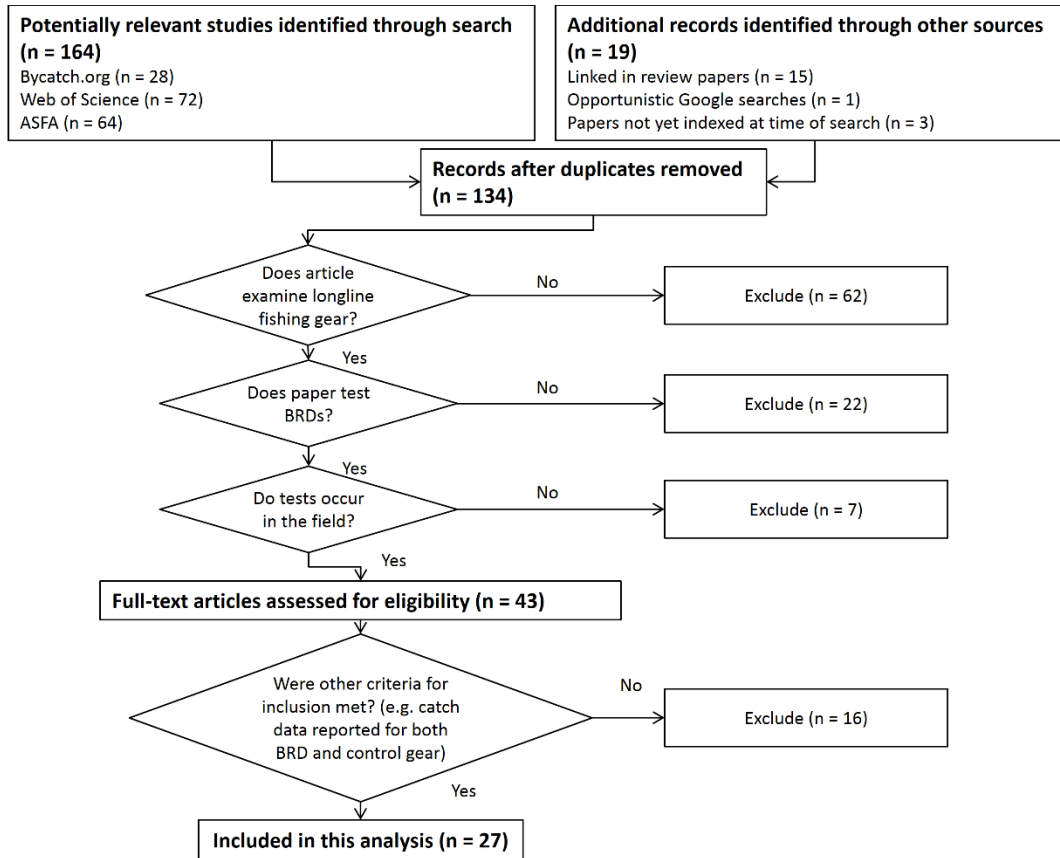 Potentially relevant studies identified through search
(n = 164)
Bycatch.org (n = 28)
Web of Science (n = 72)
ASFA (n = 64)
Additional records identified through other sources
(n = 19)
Linked in review papers (n = 15)
Opportunistic Google searches (n = 1)
Papers not yet indexed at time of search (n = 3)
Records after duplicates removed
(n = 134)
Does article
examine longline
fishing gear?
No
Exclude (n = 62)
Yes
Does paper test
BRDs?
No
Exclude (n = 22)
Yes
Do tests occur
in the field?
No
Exclude (n = 7)
Yes
Full-text articles assessed for eligibility (n = 43)
Were other criteria for
inclusion met? (e.g. catch
data reported for both
BRD and control gear)
No
Exclude (n = 16)
Yes
Included in this analysis (n = 27)